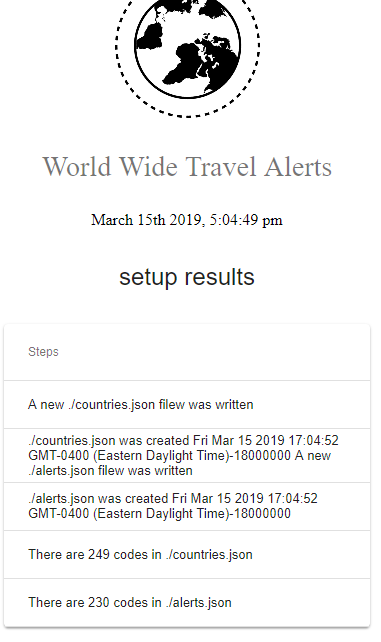 World Wide Travel Alerts
March 15th 2019, 5:04:49 pm
setup results
Steps
A new ./countries.json filew was written
./countries.json was created Fri Mar 15 2019 17:04:52
GMT-0400 (Eastern Daylight Time)-18000000 A new
./alerts.json filew was written
./alerts.json was created Fri Mar 15 2019 17:04:52
GMT-0400 (Eastern Daylight Time)-18000000
There are 249 codes in ./countries.json
There are 230 codes in ./alerts.json